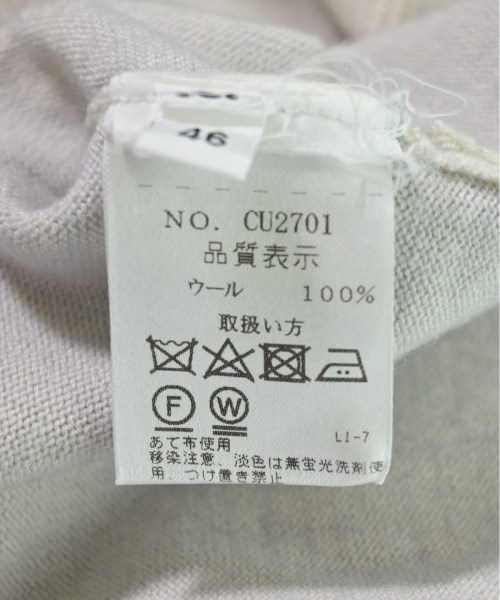 46
NO. CU2701
品質表示
ウール 100%
取扱い方
F W
あて布使用
LI-7
移染注意、淡色は無蛍光洗剤使
用、つけ置き禁止